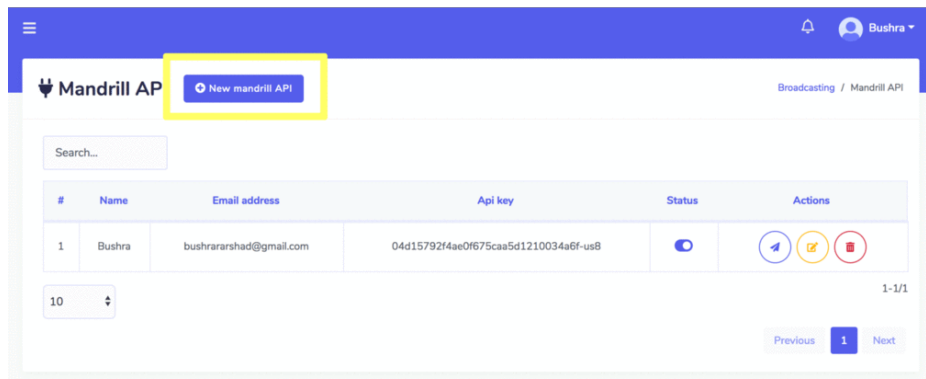 Bushra
Mandrill AP
New mandrill API
Broadcasting / Mandrill API
Search...
# Name Email address Api key Status Actions
1 Bushra bushrararshad@gmail.com 04d15792f4ae0f675caa5d1210034a6f-us8
10
1-1/1
Previous 1 Next